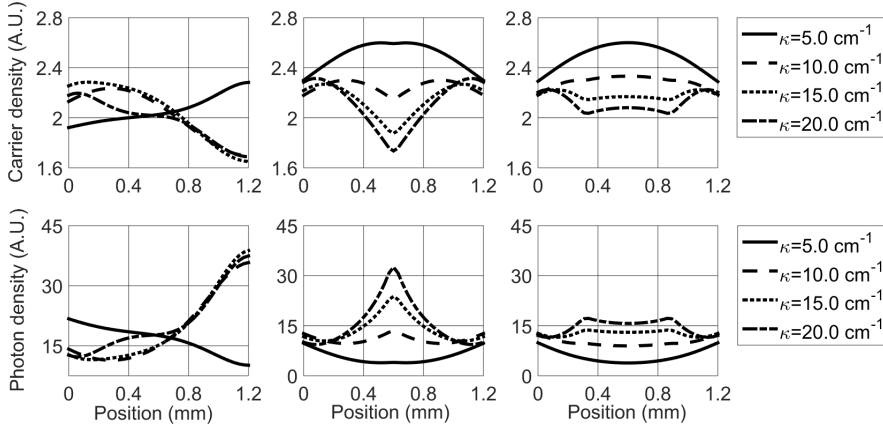 Carrier density (A.U.)
2.8
2.4
2
1.6
0 0.4 0.8 1.2
2.8
2.4
2
1.6
0 0.4 0.8 1.2
2.8
2.4
2
1.6
0 0.4 0.8 1.2
κ=5.0 cm⁻¹
κ=10.0 cm⁻¹
κ=15.0 cm⁻¹
κ=20.0 cm⁻¹
Photon density (A.U.)
45
35
25
15
0 0.4 0.8 1.2
Position (mm)
45
30
15
0
0 0.4 0.8 1.2
Position (mm)
45
30
15
0
0 0.4 0.8 1.2
Position (mm)
κ=5.0 cm⁻¹
κ=10.0 cm⁻¹
κ=15.0 cm⁻¹
κ=20.0 cm⁻¹